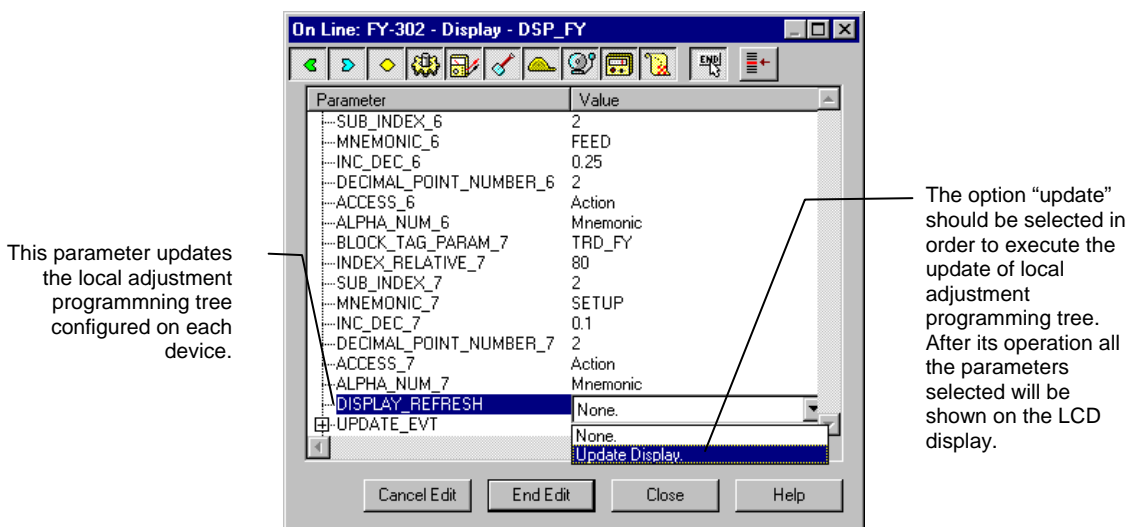 On Line: FY-302 - Display - DSP_FY
END
Parameter Value
SUB_INDEX_6 2
MNEMONIC_6 FEED
INC_DEC_6 0.25
DECIMAL_POINT_NUMBER_6 2
ACCESS_6 Action
ALPHA_NUM_6 Mnemonic
BLOCK_TAG_PARAM_7 TRD_FY
INDEX_RELATIVE_7 80
SUB_INDEX_7 2
MNEMONIC_7 SETUP
INC_DEC_7 0.1
DECIMAL_POINT_NUMBER_7 2
ACCESS_7 Action
ALPHA_NUM_7 Mnemonic
DISPLAY_REFRESH None.
UPDATE_EVT
None.
Update Display.
Cancel Edit End Edit Close Help
This parameter updates
the local adjustment
programmning tree
configured on each
device.
The option “update”
should be selected in
order to execute the
update of local
adjustment
programming tree.
After its operation all
the parameters
selected will be
shown on the LCD
display.